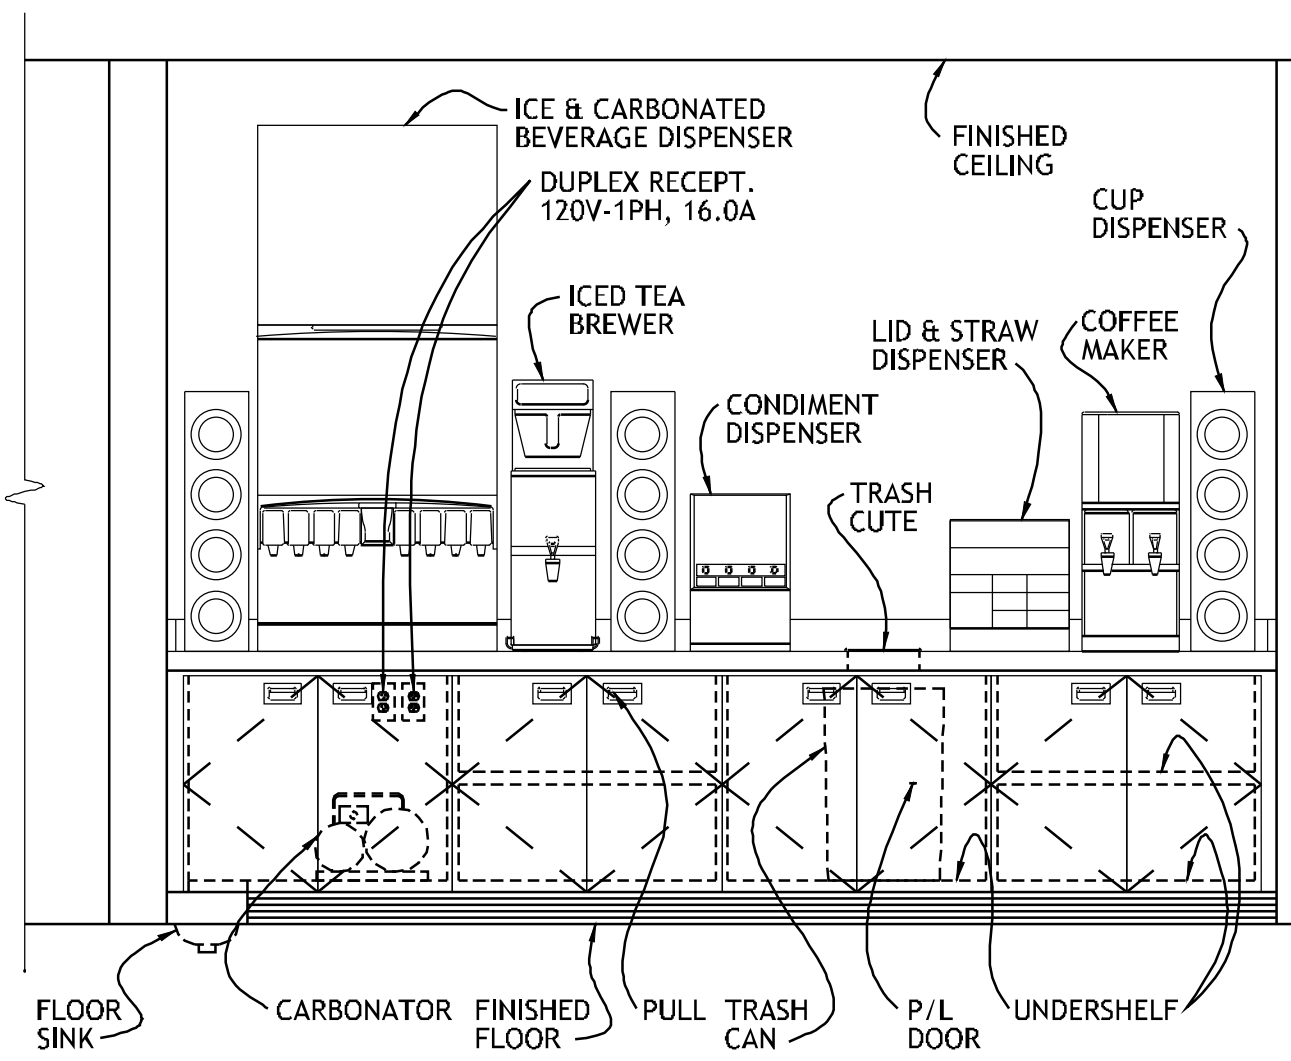 ICE & CARBONATED
BEVERAGE DISPENSER
FINISHED
CEILING
DUPLEX RECEPT.
120V-1PH, 16.0A
CUP
DISPENSER
ICED TEA
BREWER
LID & STRAW
DISPENSER
COFFEE
MAKER
CONDIMENT
DISPENSER
TRASH
CUTE
FLOOR
SINK
CARBONATOR
FINISHED
FLOOR
PULL
TRASH
CAN
P/L
DOOR
UNDERSHELF